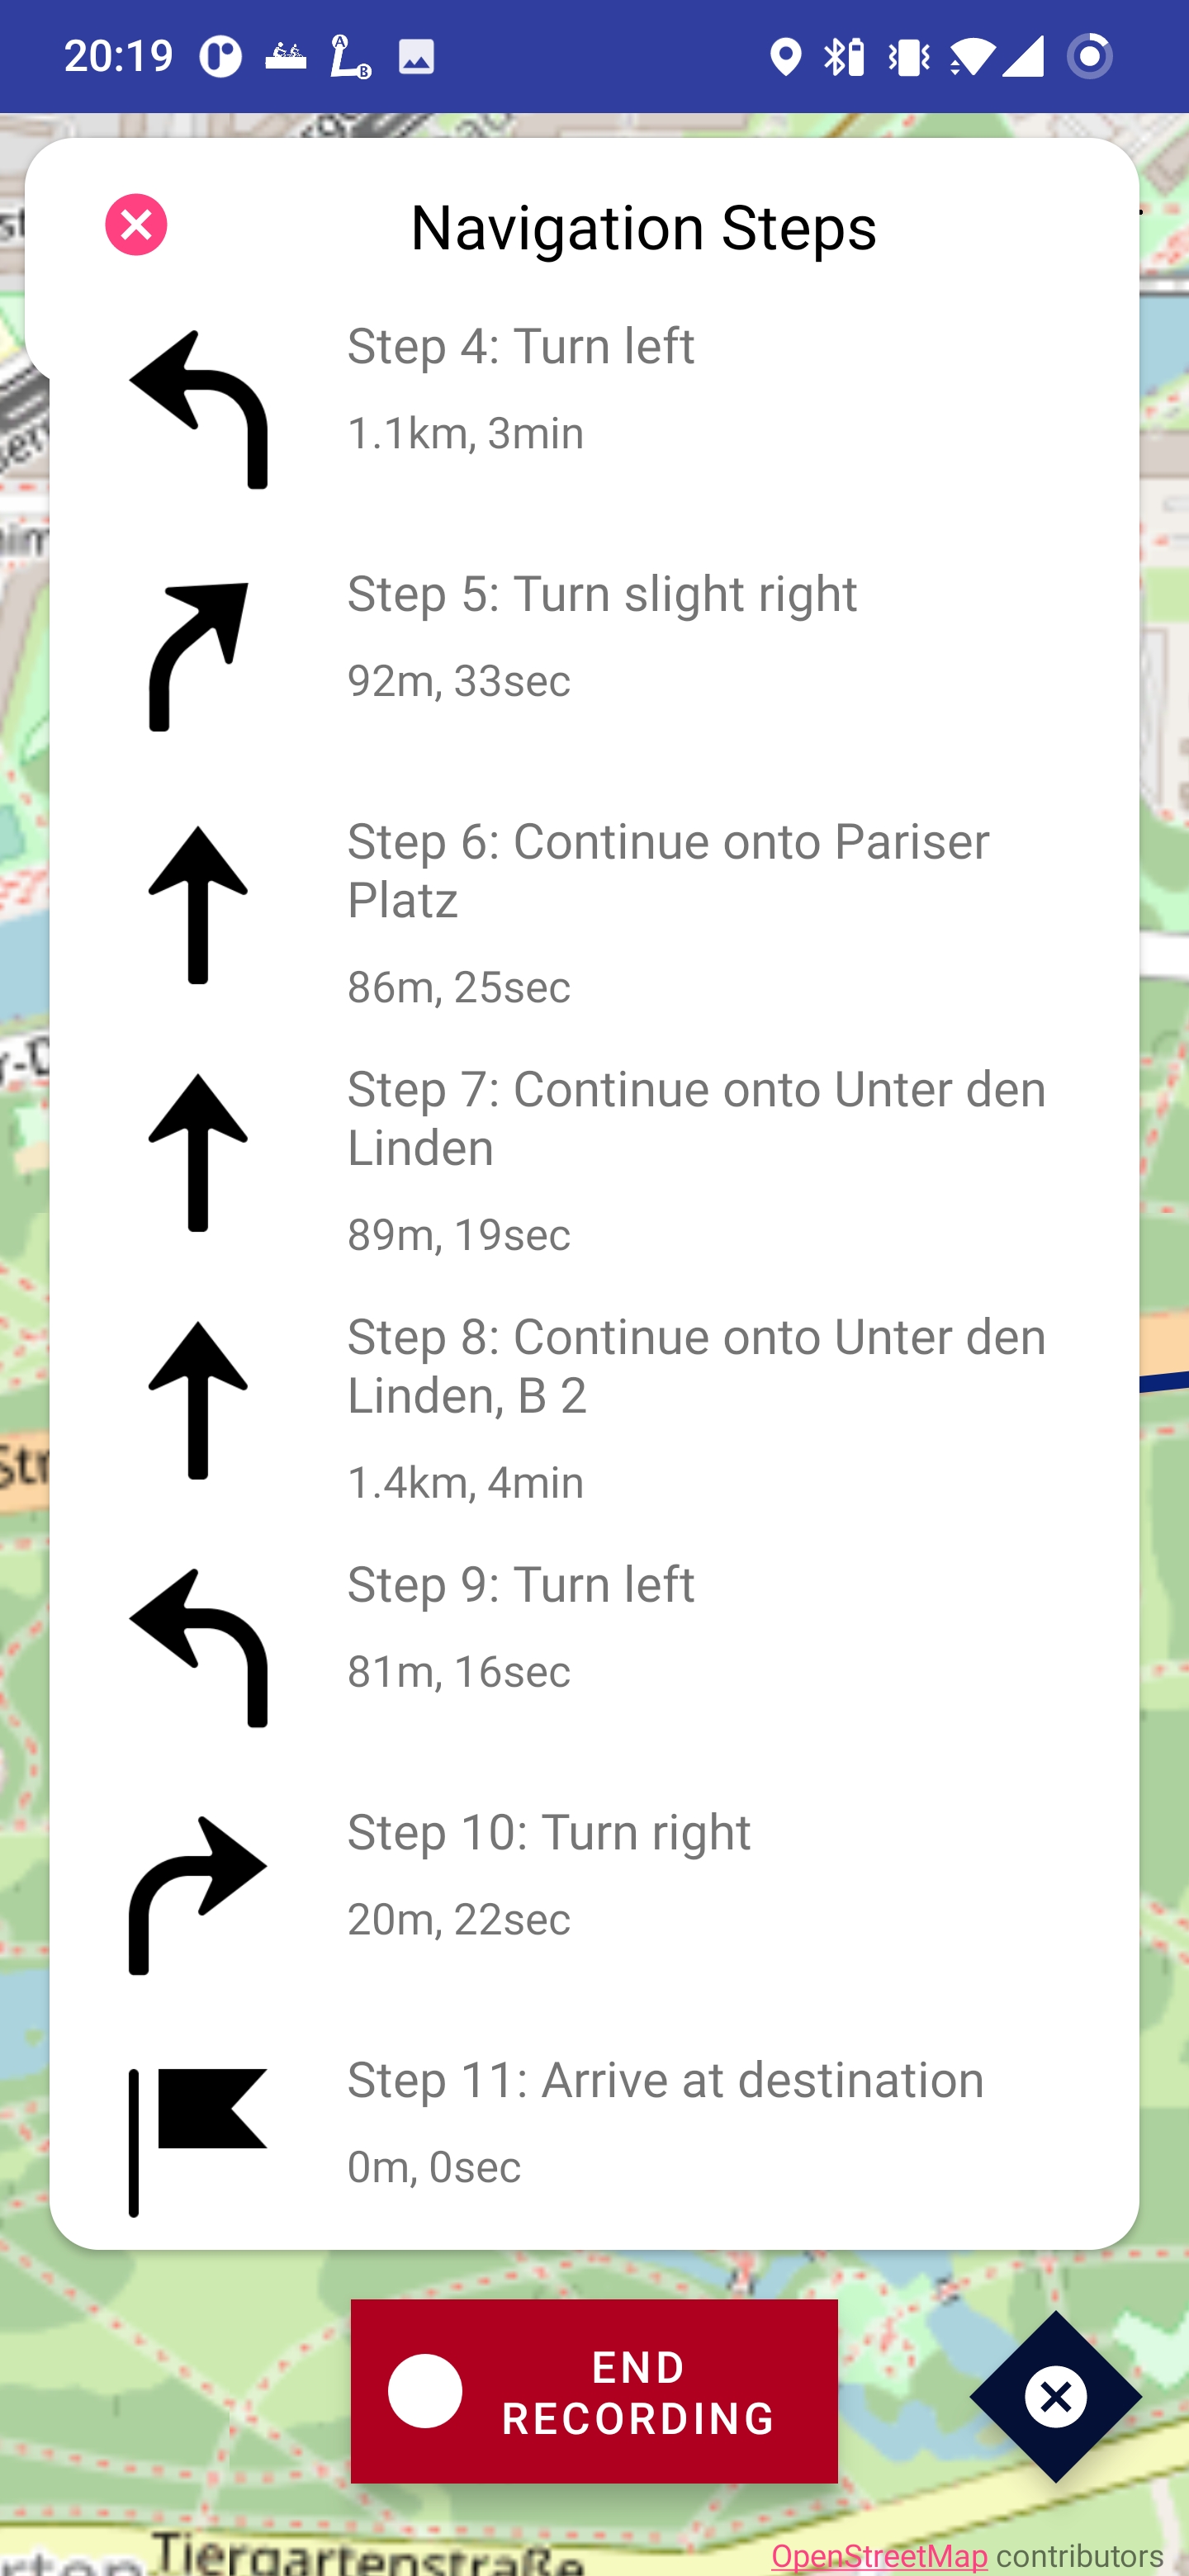 20:19
A
B
Navigation Steps
Step 4: Turn left
1.1km, 3min
Step 5: Turn slight right
92m, 33sec
Step 6: Continue onto Pariser
Platz
86m, 25sec
Step 7: Continue onto Unter den
Linden
89m, 19sec
Step 8: Continue onto Unter den
Linden, B 2
1.4km, 4min
Step 9: Turn left
81m, 16sec
Step 10: Turn right
20m, 22sec
Step 11: Arrive at destination
0m, 0sec
END
RECORDING
Tiergartenstraße
OpenStreetMap contributors